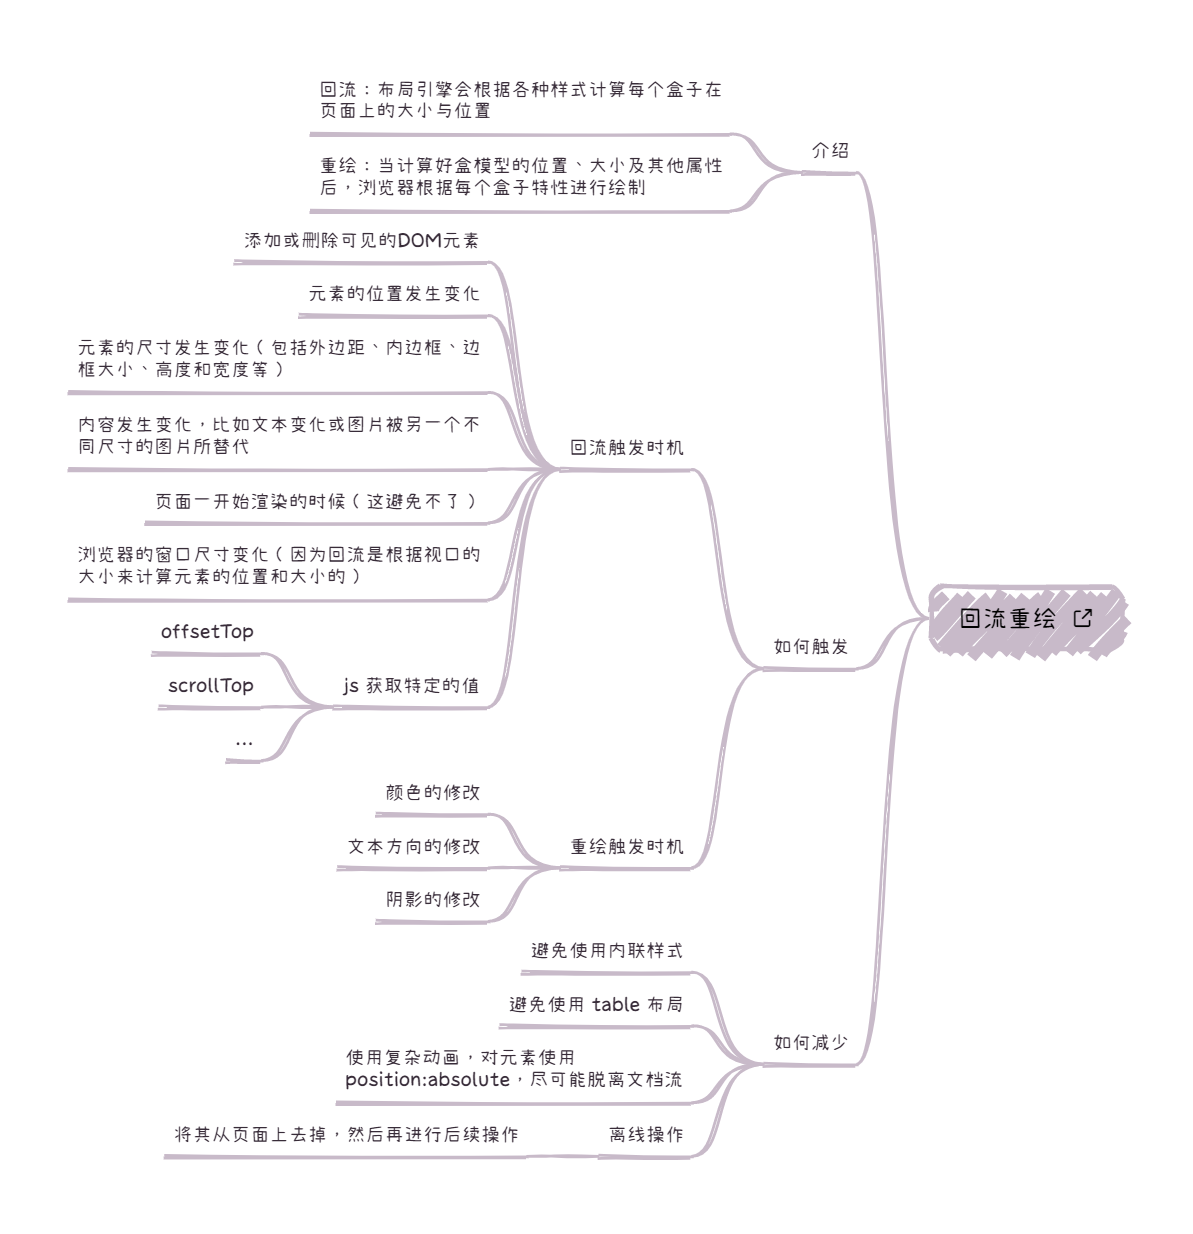 回流：布局引擎会根据各种样式计算每个盒子在
页面上的大小与位置
介绍
重绘：当计算好盒模型的位置、大小及其他属性
后，浏览器根据每个盒子特性进行绘制
添加或删除可见的DOM元素
元素的位置发生变化
元素的尺寸发生变化（包括外边距、内边框、边
框大小、高度和宽度等）
内容发生变化，比如文本变化或图片被另一个不
同尺寸的图片所替代
回流触发时机
页面一开始渲染的时候（这避免不了）
浏览器的窗口尺寸变化（因为回流是根据视口的
大小来计算元素的位置和大小的）
回流重绘
offsetTop
如何触发
scrollTop
js 获取特定的值
...
颜色的修改
文本方向的修改
重绘触发时机
阴影的修改
避免使用内联样式
避免使用 table 布局
如何减少
使用复杂动画，对元素使用
position:absolute，尽可能脱离文档流
将其从页面上去掉，然后再进行后续操作
离线操作